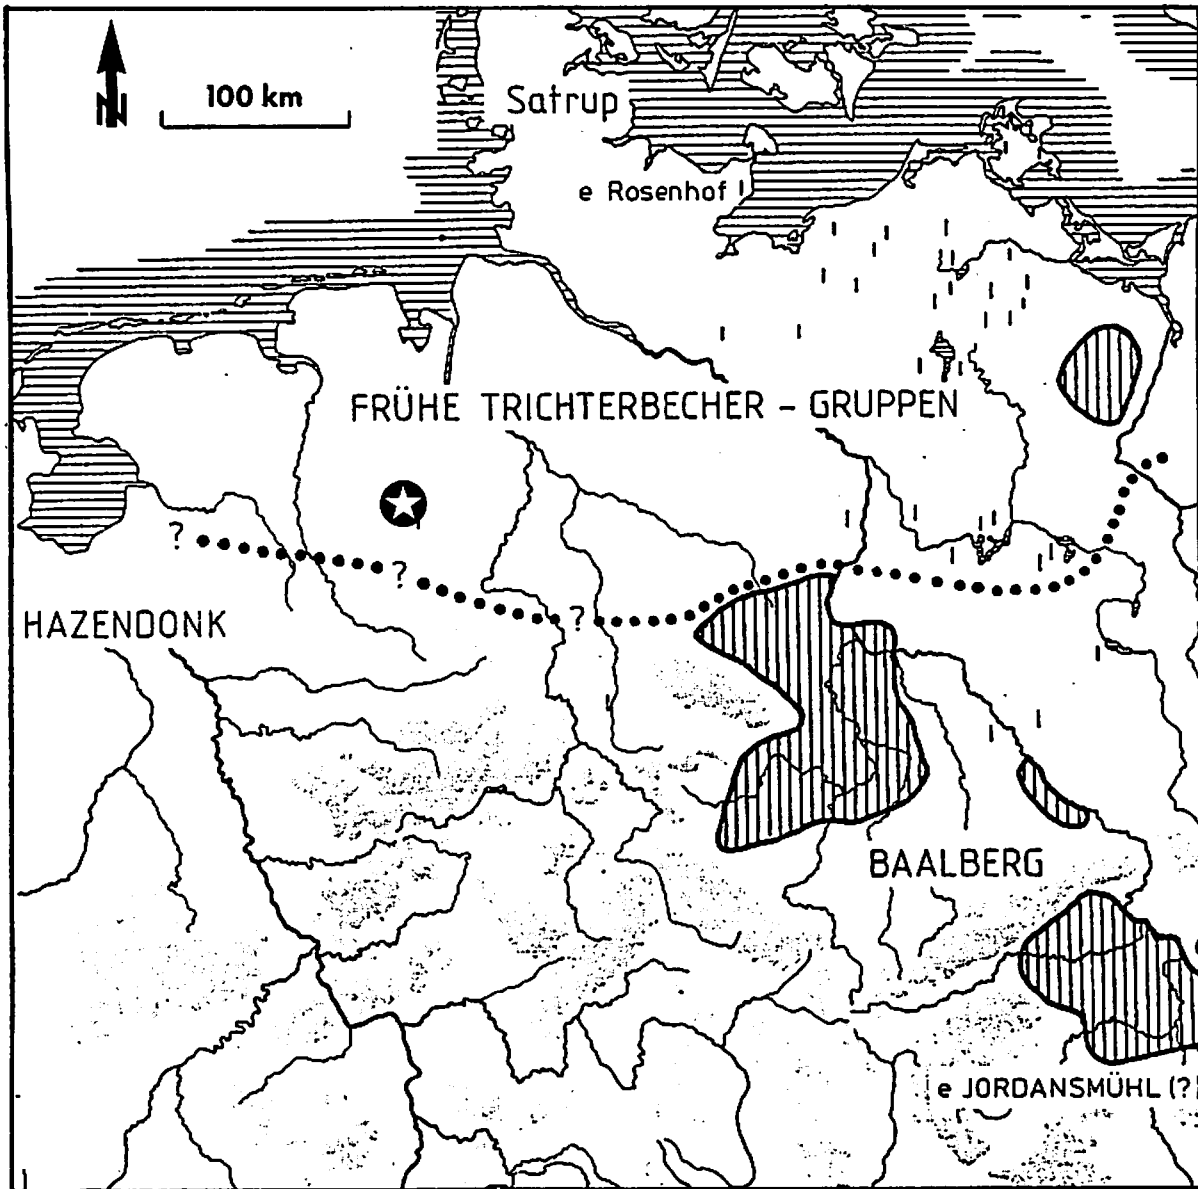 N
100 km
Satrup
e Rosenhof
FRÜHE TRICHTERBECHER – GRUPPEN
?
?
?
HAZENDONK
BAALBERG
e JORDANSMÜHL (?)